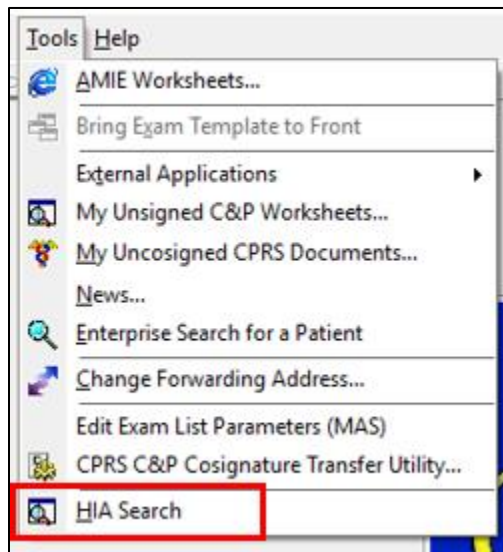 Tools Help
AMIE Worksheets...
Bring Exam Template to Front
External Applications
My Unsigned C&P Worksheets...
My Uncosigned CPRS Documents...
News...
Enterprise Search for a Patient
Change Forwarding Address...
Edit Exam List Parameters (MAS)
CPRS C&P Cosignature Transfer Utility...
HIA Search